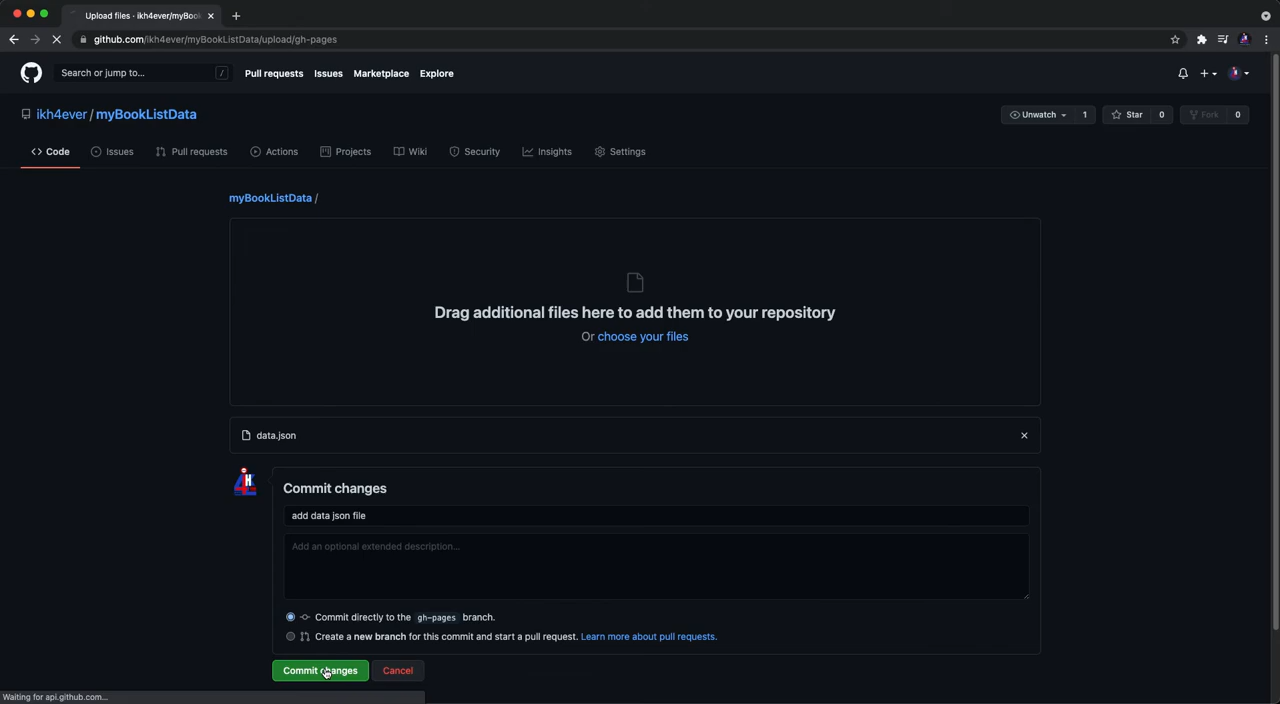 Upload files · ikh4ever/myBook
github.com/ikh4ever/myBookListData/upload/gh-pages
Search or jump to... /
Pull requests Issues Marketplace Explore
ikh4ever / myBookListData
Unwatch 1 Star 0 Fork 0
<> Code Issues Pull requests Actions Projects Wiki Security Insights Settings
myBookListData /
Drag additional files here to add them to your repository
Or choose your files
data.json
Commit changes
add data json file
Add an optional extended description...
Commit directly to the gh-pages branch.
Create a new branch for this commit and start a pull request. Learn more about pull requests.
Commit changes Cancel
Waiting for api.github.com...